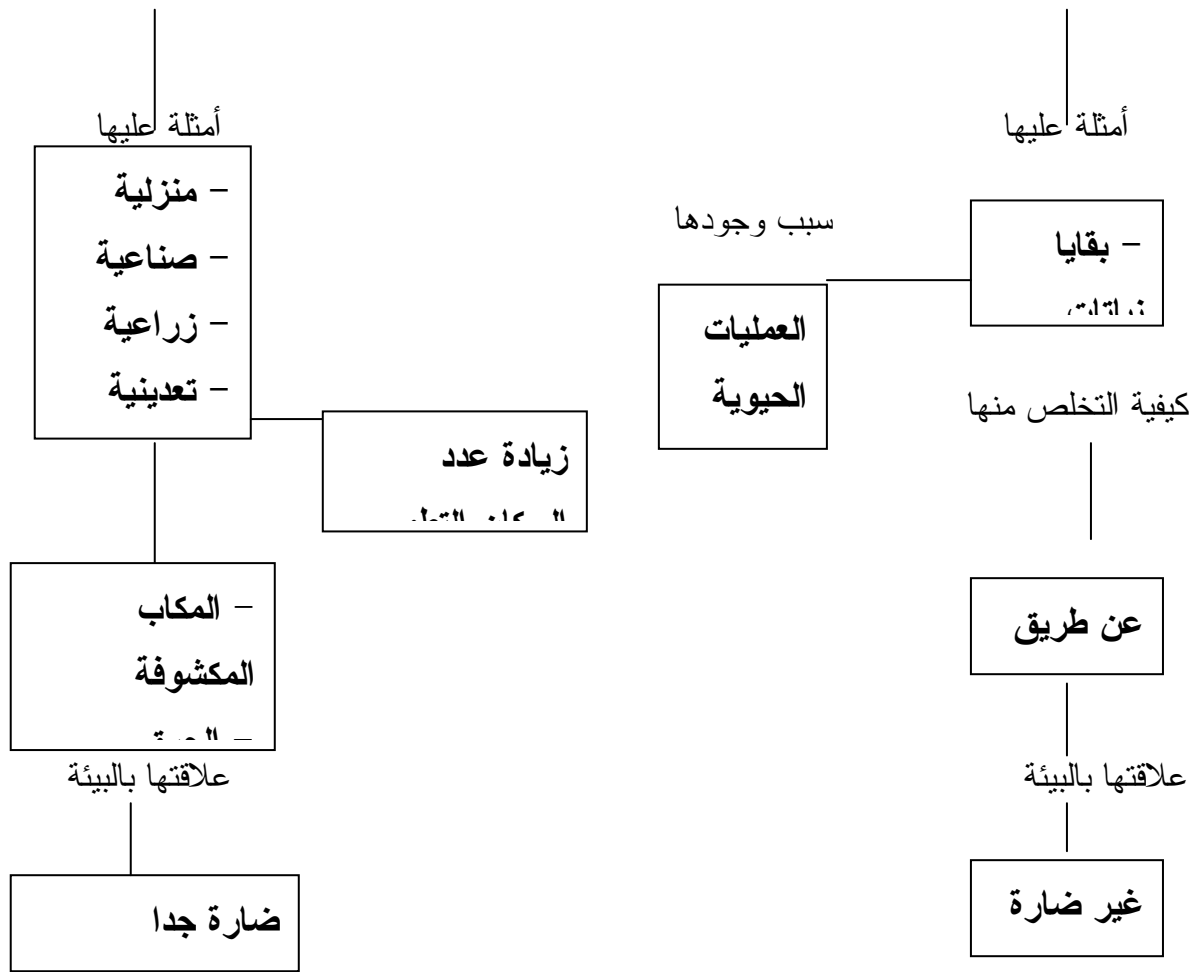 أمثلة عليها
– بقايا
سبب وجودها
العمليات
الحيوية
كيفية التخلص منها
عن طريق
علاقتها بالبيئة
غير ضارة
أمثلة عليها
– منزلية
– صناعية
– زراعية
– تعدينية
زيادة عدد
– المكاب
المكشوفة
علاقتها بالبيئة
ضارة جدا